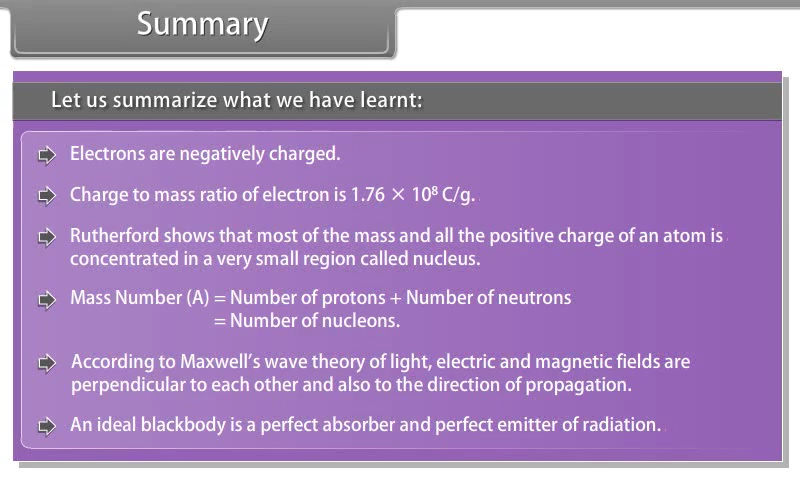 Summary
Let us summarize what we have learnt:
Electrons are negatively charged.
Charge to mass ratio of electron is 1.76 × 10⁸ C/g.
Rutherford shows that most of the mass and all the positive charge of an atom is
concentrated in a very small region called nucleus.
Mass Number (A) = Number of protons + Number of neutrons
= Number of nucleons.
According to Maxwell's wave theory of light, electric and magnetic fields are
perpendicular to each other and also to the direction of propagation.
An ideal blackbody is a perfect absorber and perfect emitter of radiation.